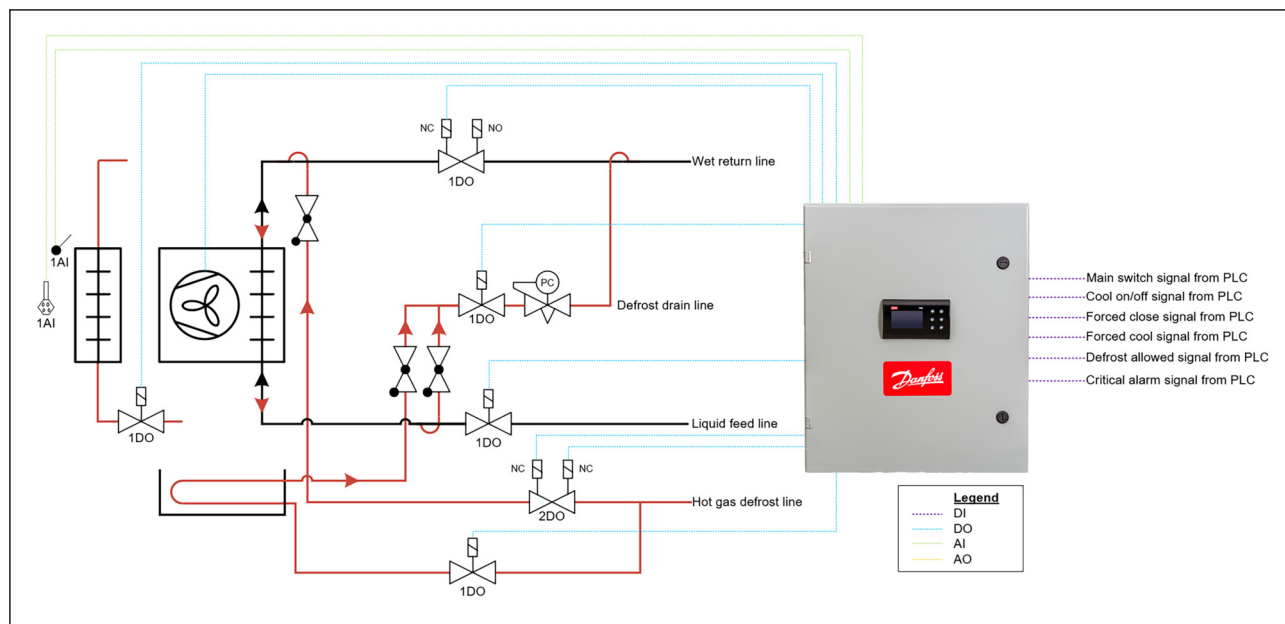 NC
NO
1DO
Wet return line
1AI
1AI
1DO
PC
Defrost drain line
1DO
1DO
Liquid feed line
NC
NC
2DO
Hot gas defrost line
1DO
Danfoss
Main switch signal from PLC
Cool on/off signal from PLC
Forced close signal from PLC
Forced cool signal from PLC
Defrost allowed signal from PLC
Critical alarm signal from PLC
Legend
DI
DO
AI
AO